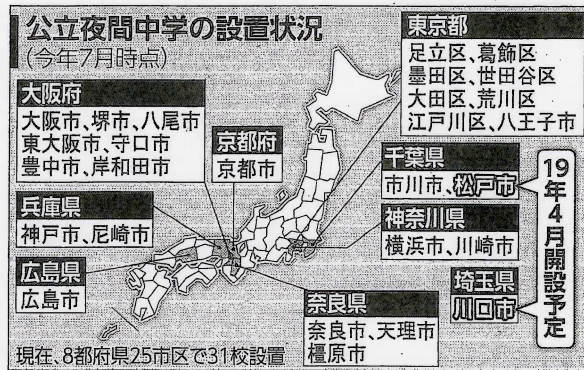 公立夜間中学の設置状況
(今年7月時点)
大阪府
大阪市、堺市、八尾市
東大阪市、守口市
豊中市、岸和田市
京都府
京都市
兵庫県
神戸市、尼崎市
広島県
広島市
奈良県
奈良市、天理市
橿原市
東京都
足立区、葛飾区
墨田区、世田谷区
大田区、荒川区
江戸川区、八王子市
千葉県
市川市、松戸市
神奈川県
横浜市、川崎市
埼玉県
川口市
19年4月開設予定
現在、8都府県25市区で31校設置